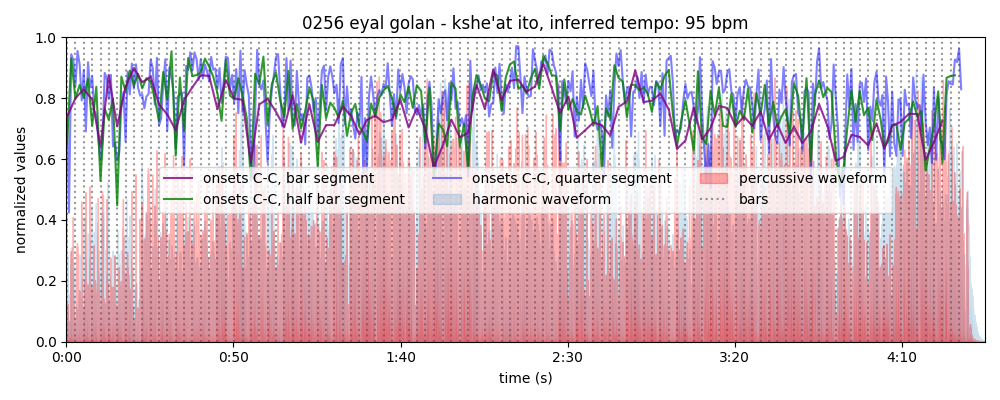 0256 eyal golan - kshe'at ito, inferred tempo: 95 bpm
1.0
0.8
0.6
0.4
0.2
0.0
normalized values
onsets C-C, bar segment
onsets C-C, half bar segment
onsets C-C, quarter segment
harmonic waveform
percussive waveform
bars
0:00 0:50 1:40 2:30 3:20 4:10
time (s)